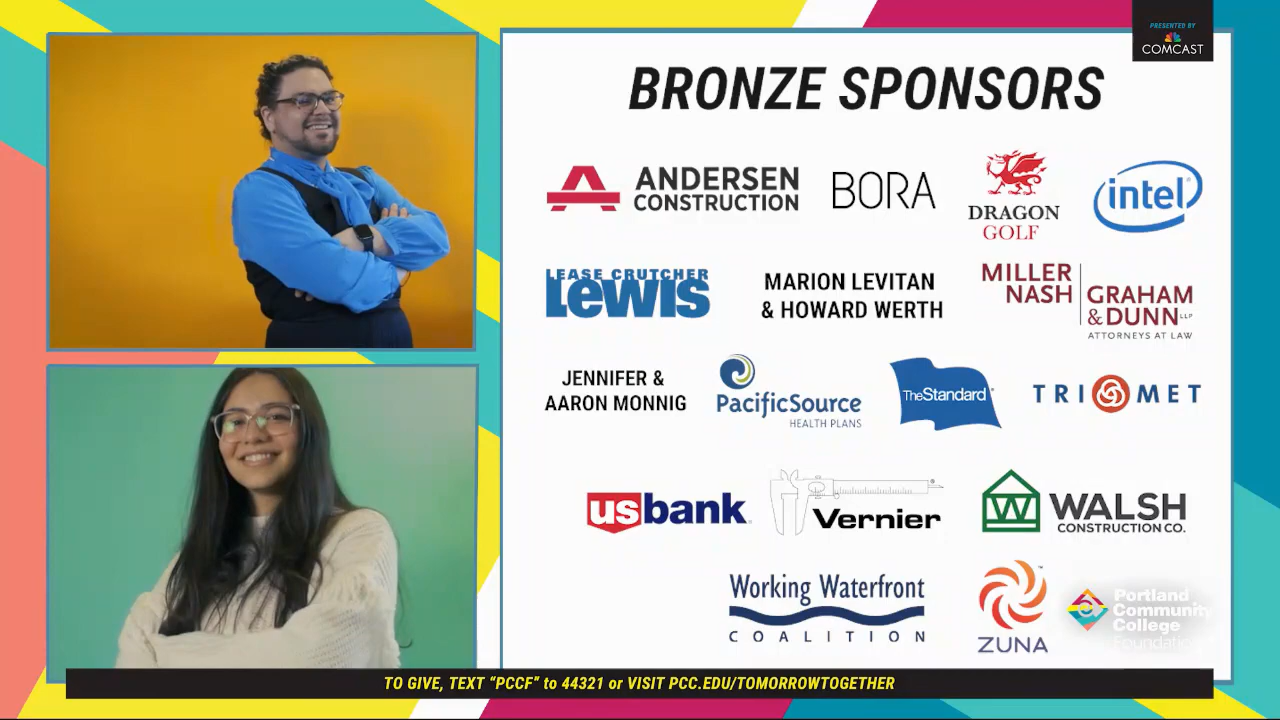 PRESENTED BY
COMCAST
BRONZE SPONSORS
ANDERSEN
CONSTRUCTION
BORA
DRAGON
GOLF
intel
LEASE CRUTCHER
LEWIS
MARION LEVITAN
& HOWARD WERTH
MILLER
NASH
GRAHAM
& DUNN LLP
ATTORNEYS AT LAW
JENNIFER &
AARON MONNIG
PacificSource
HEALTH PLANS
TheStandard
TRIMET
usbank
Vernier
WALSH
CONSTRUCTION CO.
Working Waterfront
COALITION
ZUNA
Portland
Community
College
Foundation
TO GIVE, TEXT “PCCF” to 44321 or VISIT PCC.EDU/TOMORROWTOGETHER